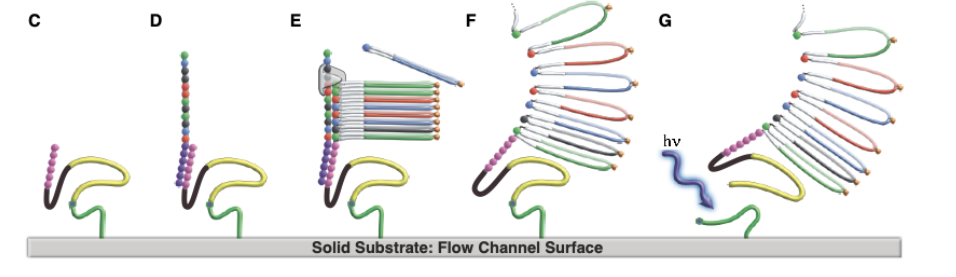 C D E F G
hν
Solid Substrate: Flow Channel Surface